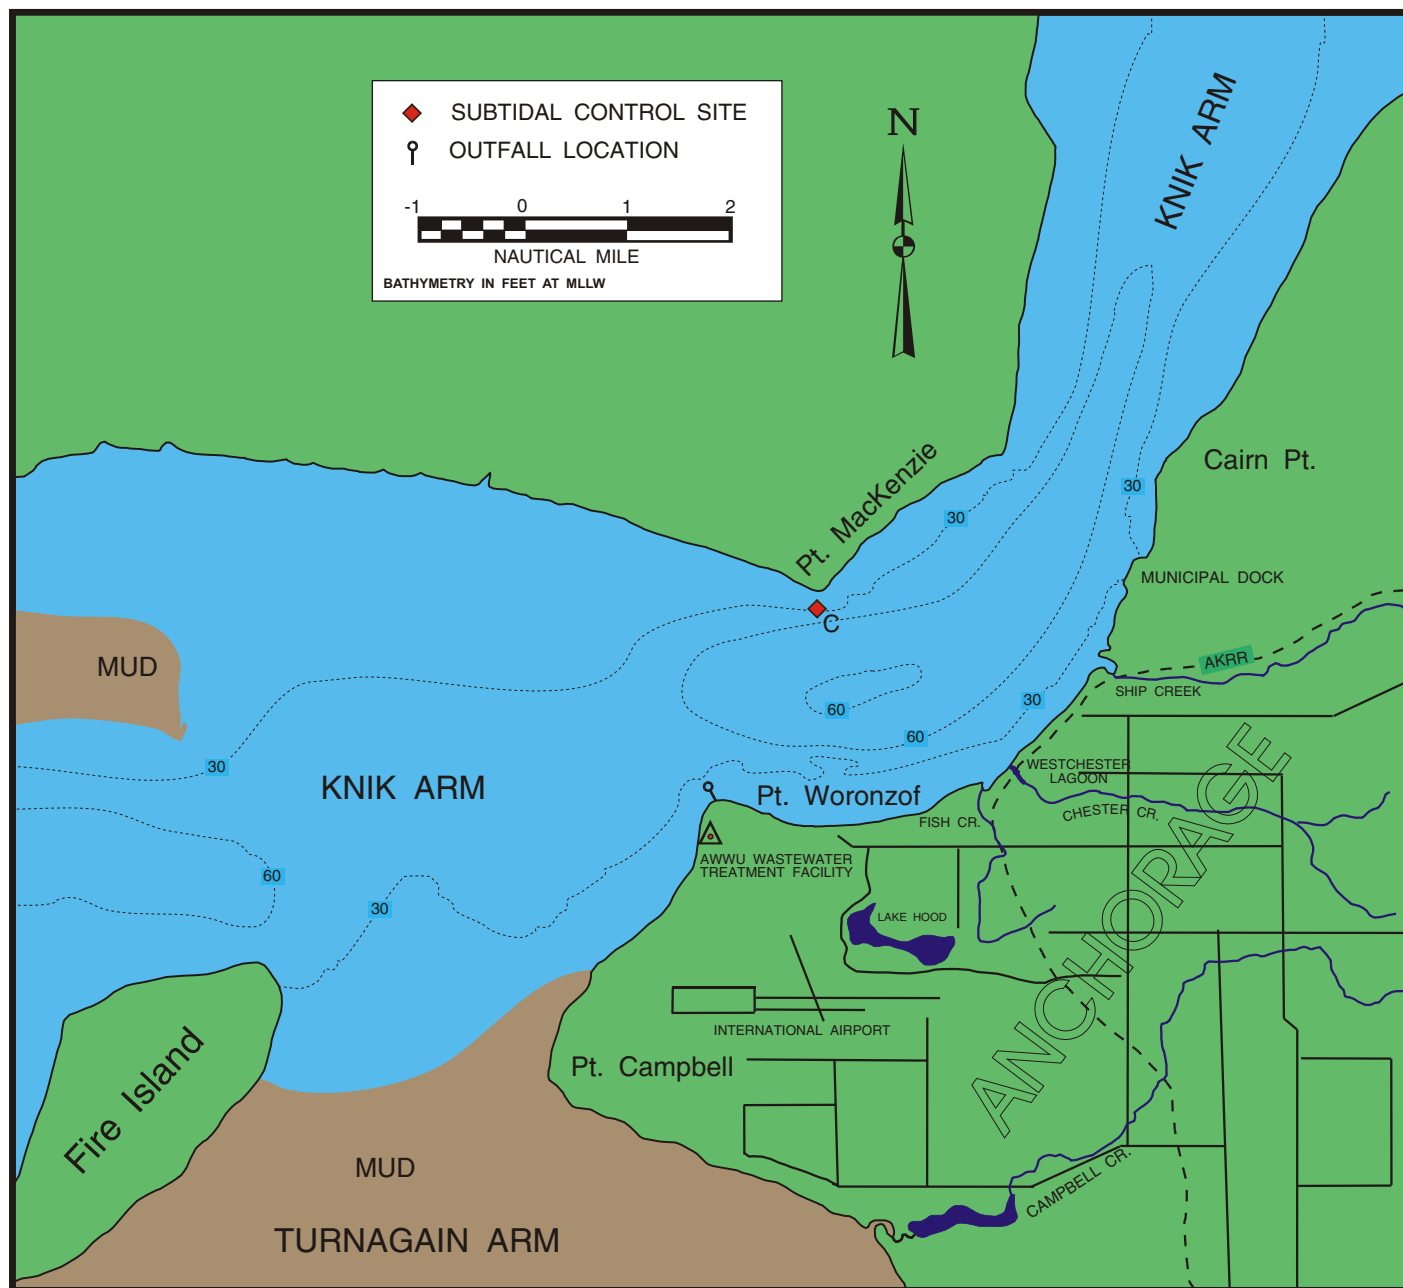 SUBTIDAL CONTROL SITE
OUTFALL LOCATION
-1 0 1 2
NAUTICAL MILE
BATHYMETRY IN FEET AT MLLW
N
KNIK ARM
Cairn Pt.
Pt. MacKenzie
30
30
MUNICIPAL DOCK
C
AKRR
SHIP CREEK
MUD
30
60
60
30
KNIK ARM
Pt. Woronzof
WESTCHESTER
LAGOON
CHESTER CR.
FISH CR.
ANCHORAGE
AWWU WASTEWATER
TREATMENT FACILITY
60
30
LAKE HOOD
INTERNATIONAL AIRPORT
Pt. Campbell
Fire Island
MUD
CAMPBELL CR.
TURNAGAIN ARM